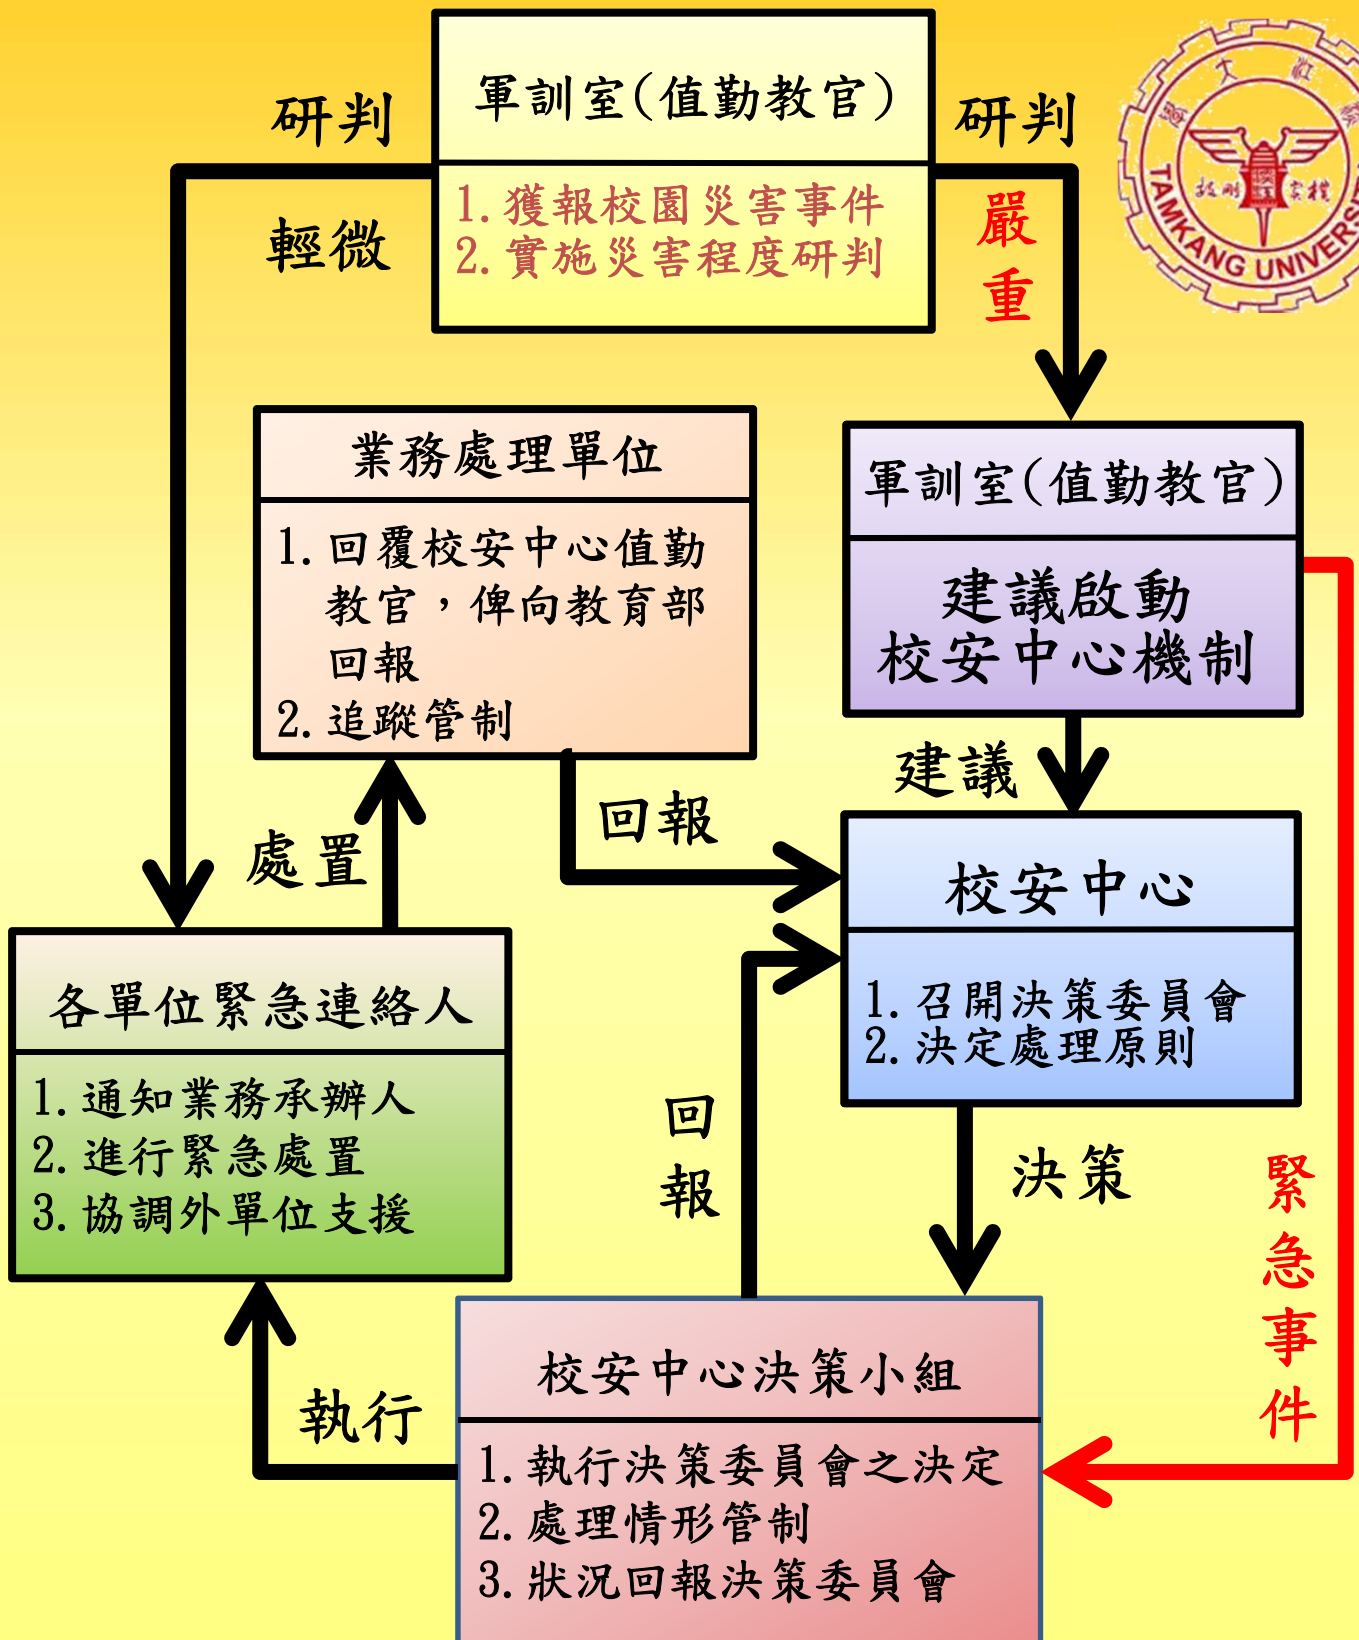 軍訓室(值勤教官)
1.獲報校園災害事件
2.實施災害程度研判
研判
輕微
研判
嚴重
TAMKANG UNIVERS
業務處理單位
1.回覆校安中心值勤
教官，俾向教育部
回報
2.追蹤管制
軍訓室(值勤教官)
建議啟動
校安中心機制
建議
回報
處置
校安中心
1.召開決策委員會
2.決定處理原則
各單位緊急連絡人
1.通知業務承辦人
2.進行緊急處置
3.協調外單位支援
回報
決策
緊急事件
執行
校安中心決策小組
1.執行決策委員會之決定
2.處理情形管制
3.狀況回報決策委員會